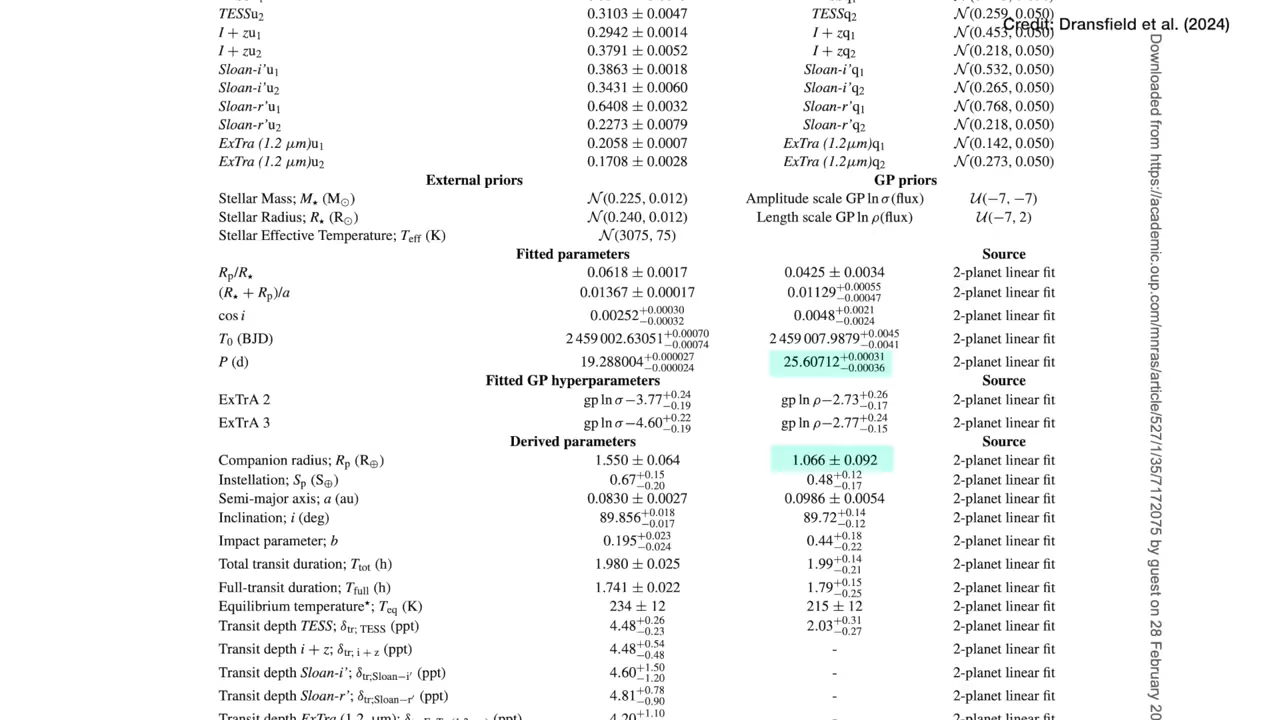 TESSu2 0.3103 ± 0.0047 TESSq2 N(0.259, 0.050)
Credit: Dransfield et al. (2024)
I + zu1 0.2942 ± 0.0014 I + zq1 N(0.453, 0.050)
I + zu2 0.3791 ± 0.0052 I + zq2 N(0.218, 0.050)
Sloan-i'u1 0.3863 ± 0.0018 Sloan-i'q1 N(0.532, 0.050)
Sloan-i'u2 0.3431 ± 0.0060 Sloan-i'q2 N(0.265, 0.050)
Sloan-r'u1 0.6408 ± 0.0032 Sloan-r'q1 N(0.768, 0.050)
Sloan-r'u2 0.2273 ± 0.0079 Sloan-r'q2 N(0.218, 0.050)
ExTra (1.2 μm)u1 0.2058 ± 0.0007 ExTra (1.2μm)q1 N(0.142, 0.050)
ExTra (1.2 μm)u2 0.1708 ± 0.0028 ExTra (1.2μm)q2 N(0.273, 0.050)
External priors GP priors
Stellar Mass; M⋆ (M⊙) N(0.225, 0.012) Amplitude scale GP ln σ(flux) U(−7, −7)
Stellar Radius; R⋆ (R⊙) N(0.240, 0.012) Length scale GP ln ρ(flux) U(−7, 2)
Stellar Effective Temperature; Teff (K) N(3075, 75)
Fitted parameters Source
Rp/R⋆ 0.0618 ± 0.0017 0.0425 ± 0.0034 2-planet linear fit
(R⋆ + Rp)/a 0.01367 ± 0.00017 0.01129+0.00055−0.00047 2-planet linear fit
cos i 0.00252+0.00030−0.00032 0.0048+0.0021−0.0024 2-planet linear fit
T0 (BJD) 2 459 002.63051+0.00070−0.00074 2 459 007.9879+0.0045−0.0041 2-planet linear fit
P (d) 19.288004+0.000027−0.000024 25.60712+0.00031−0.00036 2-planet linear fit
Fitted GP hyperparameters Source
ExTrA 2 gp ln σ −3.77+0.24−0.19 gp ln ρ−2.73+0.26−0.17 2-planet linear fit
ExTrA 3 gp ln σ −4.60+0.22−0.19 gp ln ρ−2.77+0.24−0.15 2-planet linear fit
Derived parameters Source
Companion radius; Rp (R⊕) 1.550 ± 0.064 1.066 ± 0.092 2-planet linear fit
Instellation; Sp (S⊕) 0.67+0.15−0.20 0.48+0.12−0.17 2-planet linear fit
Semi-major axis; a (au) 0.0830 ± 0.0027 0.0986 ± 0.0054 2-planet linear fit
Inclination; i (deg) 89.856+0.018−0.017 89.72+0.14−0.12 2-planet linear fit
Impact parameter; b 0.195+0.023−0.024 0.44+0.18−0.22 2-planet linear fit
Total transit duration; Ttot (h) 1.980 ± 0.025 1.99+0.14−0.21 2-planet linear fit
Full-transit duration; Tfull (h) 1.741 ± 0.022 1.79+0.15−0.25 2-planet linear fit
Equilibrium temperature⋆; Teq (K) 234 ± 12 215 ± 12 2-planet linear fit
Transit depth TESS; δtr; TESS (ppt) 4.48+0.26−0.23 2.03+0.31−0.27 2-planet linear fit
Transit depth i + z; δtr; i + z (ppt) 4.48+0.54−0.48 - 2-planet linear fit
Transit depth Sloan-i'; δtr;Sloan−i' (ppt) 4.60+1.50−1.20 - 2-planet linear fit
Transit depth Sloan-r'; δtr;Sloan−r' (ppt) 4.81+0.78−0.90 - 2-planet linear fit
Transit depth ExTra (1.2 μm); (ppt) 4.20+1.10 - 2-planet linear fit
Downloaded from https://academic.oup.com/mnras/article/527/1/35/7172075 by guest on 28 February 20